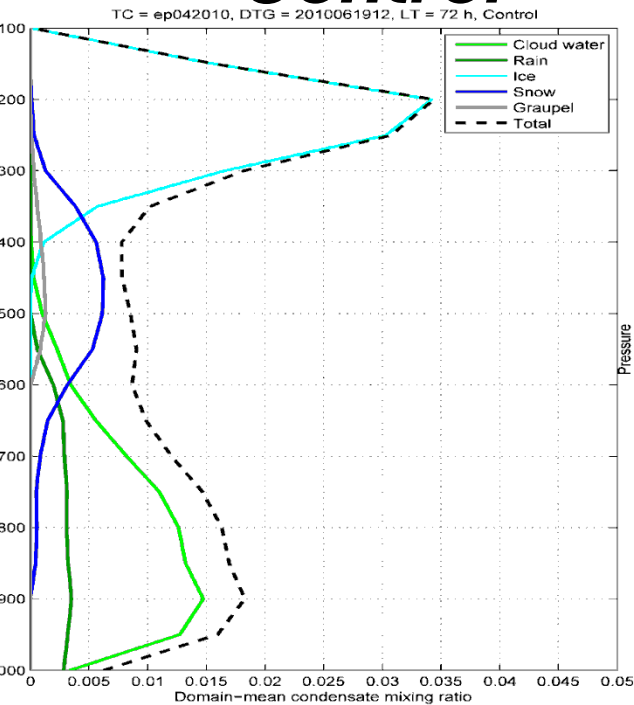 Control
TC = ep042010, DTG = 2010061912, LT = 72 h, Control
Cloud water
Rain
Ice
Snow
Graupel
Total
100
200
300
400
500
600
700
800
900
000
Pressure
0 0.005 0.01 0.015 0.02 0.025 0.03 0.035 0.04 0.045 0.05
Domain-mean condensate mixing ratio